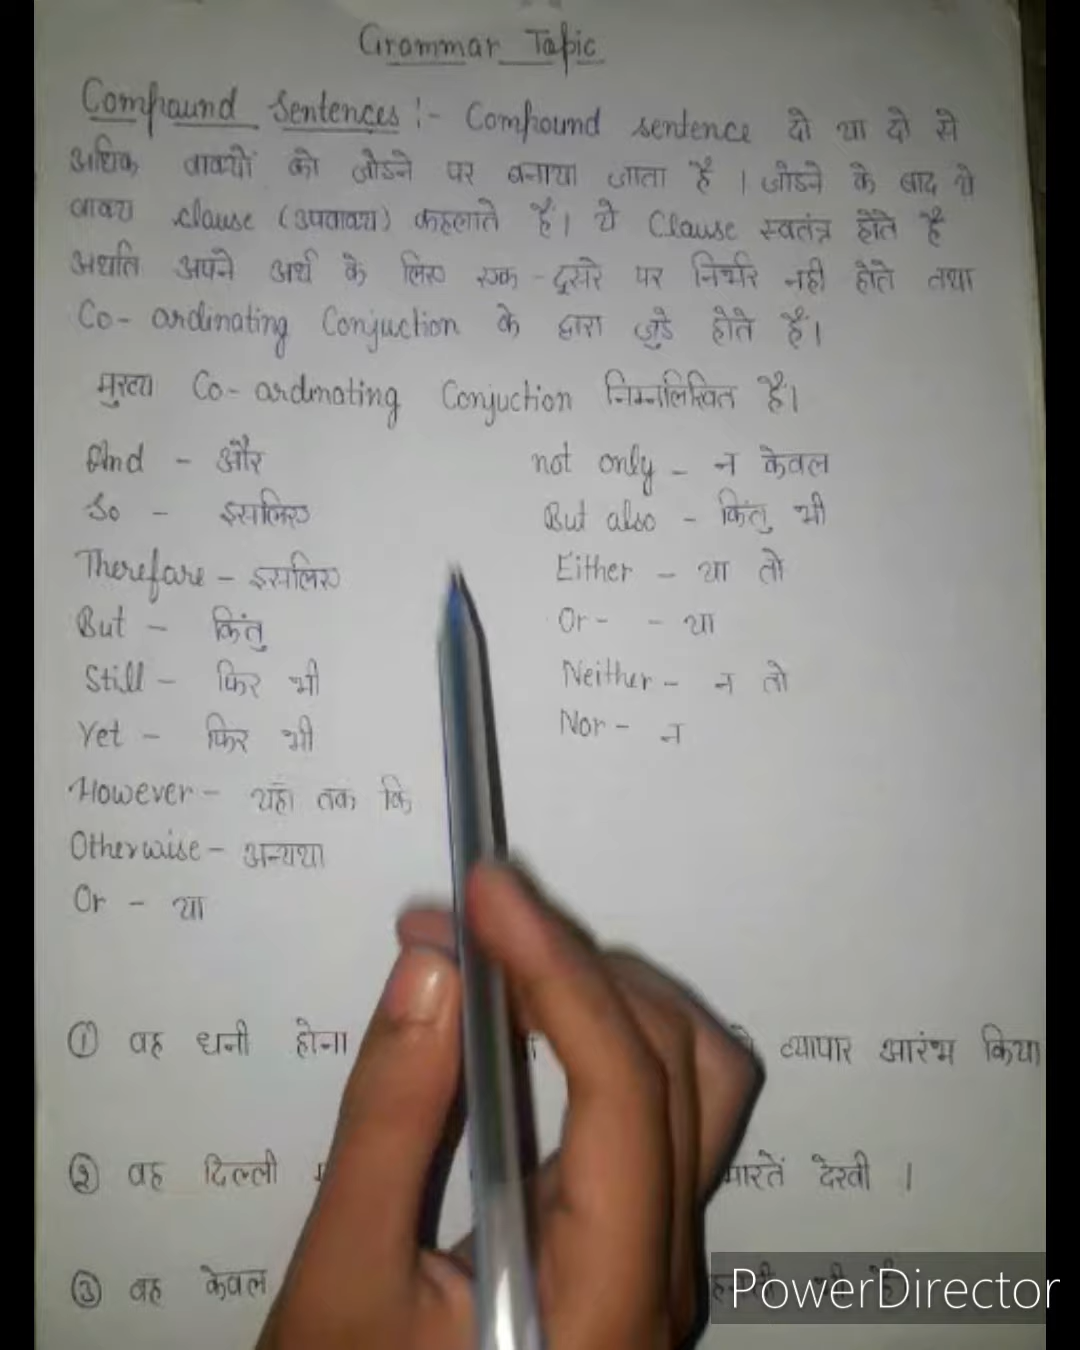 Grammar Topic
Compound Sentences :- Compound sentence दो या दो से
अधिक वाक्यों को जोडने पर बनाया जाता है । जोडने के बाद ये
वाक्य clause (उपवाक्य) कहलाते है। ये Clause स्वतंत्र होते है
अर्थात अपने अर्थ के लिए एक-दूसरे पर निर्भर नही होते तथा
Co-ordinating Conjuction के द्वारा जुडे होते हैं।
मुख्य Co-ordinating Conjuction निम्नलिखित हैं।
And - और
So - इसलिए
Therefore - इसलिए
But - किंतु
Still - फिर भी
Yet - फिर भी
However - यहाँ तक कि
Otherwise - अन्यथा
Or - या
not only - न केवल
But also - किंतु भी
Either - या तो
Or - - या
Neither - न तो
Nor - न
① वह धनी होना व्यापार आरंभ किया
② वह दिल्ली देखी ।
③ वह केवल
PowerDirector